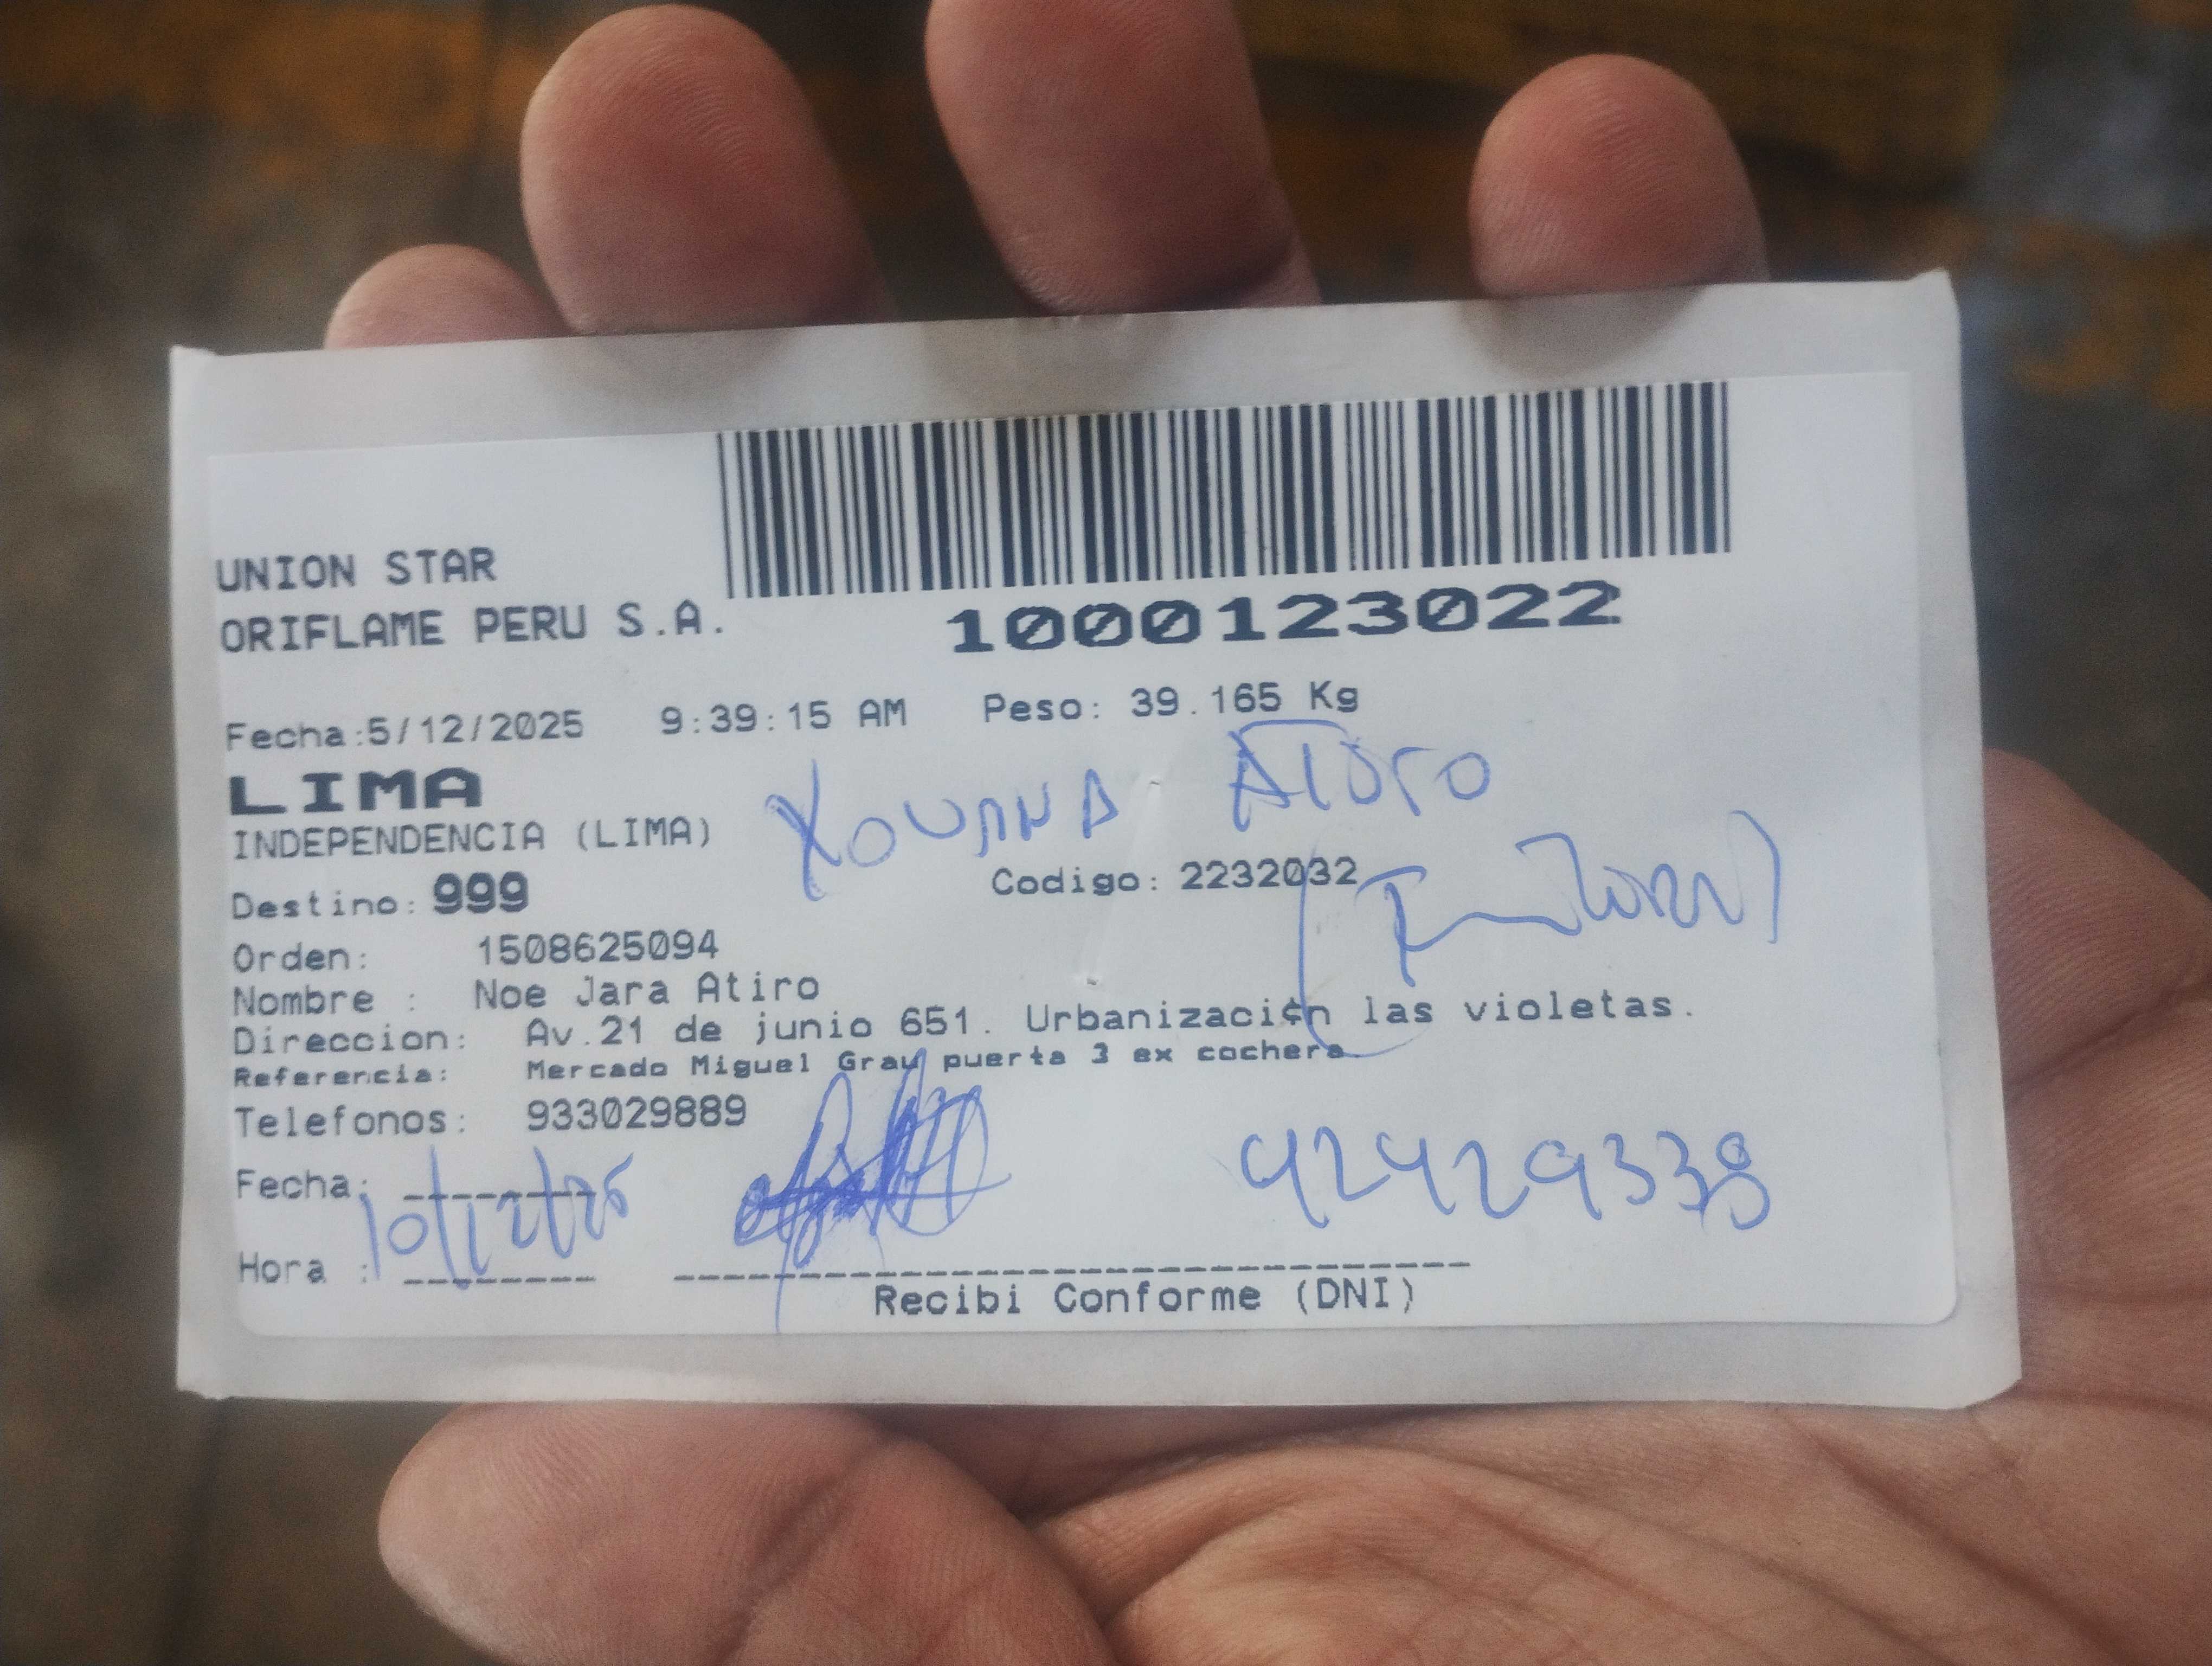 UNION STAR
ORIFLAME PERU S.A.
1000123022
Fecha:5/12/2025 9:39:15 AM Peso: 39.165 Kg
LIMA
INDEPENDENCIA (LIMA)
Destino: 999
Codigo: 2232032
Orden: 1508625094
Nombre : Noe Jara Atiro
Direccion: Av.21 de junio 651. Urbanización las violetas.
Referencia: Mercado Miguel Grau puerta 3 ex cochera.
Telefonos: 933029889
Fecha: 10/12/25
Hora :
Recibi Conforme (DNI)